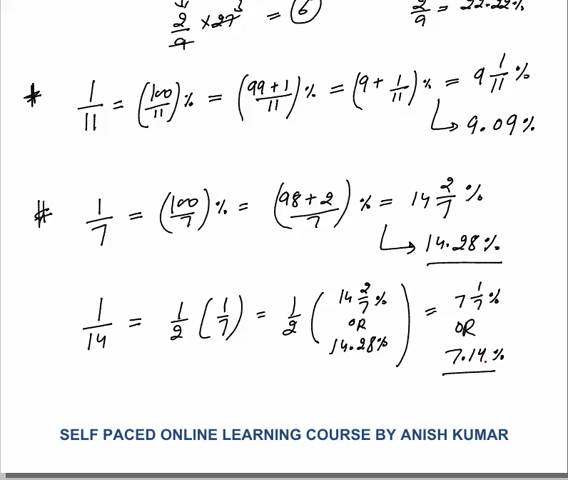 2/9 × 27 3 = 6 2/9 = 22.22%
* 1/11 = (100/11)% = (99+1/11)% = (9 + 1/11)% = 9 1/11 %
↳ 9.09%
# 1/7 = (100/7)% = (98+2/7)% = 14 2/7 %
↳ 14.28%
1/14 = 1/2 (1/7) = 1/2 (14 2/7 % OR 14.28%) = 7 1/7 % OR 7.14%
SELF PACED ONLINE LEARNING COURSE BY ANISH KUMAR